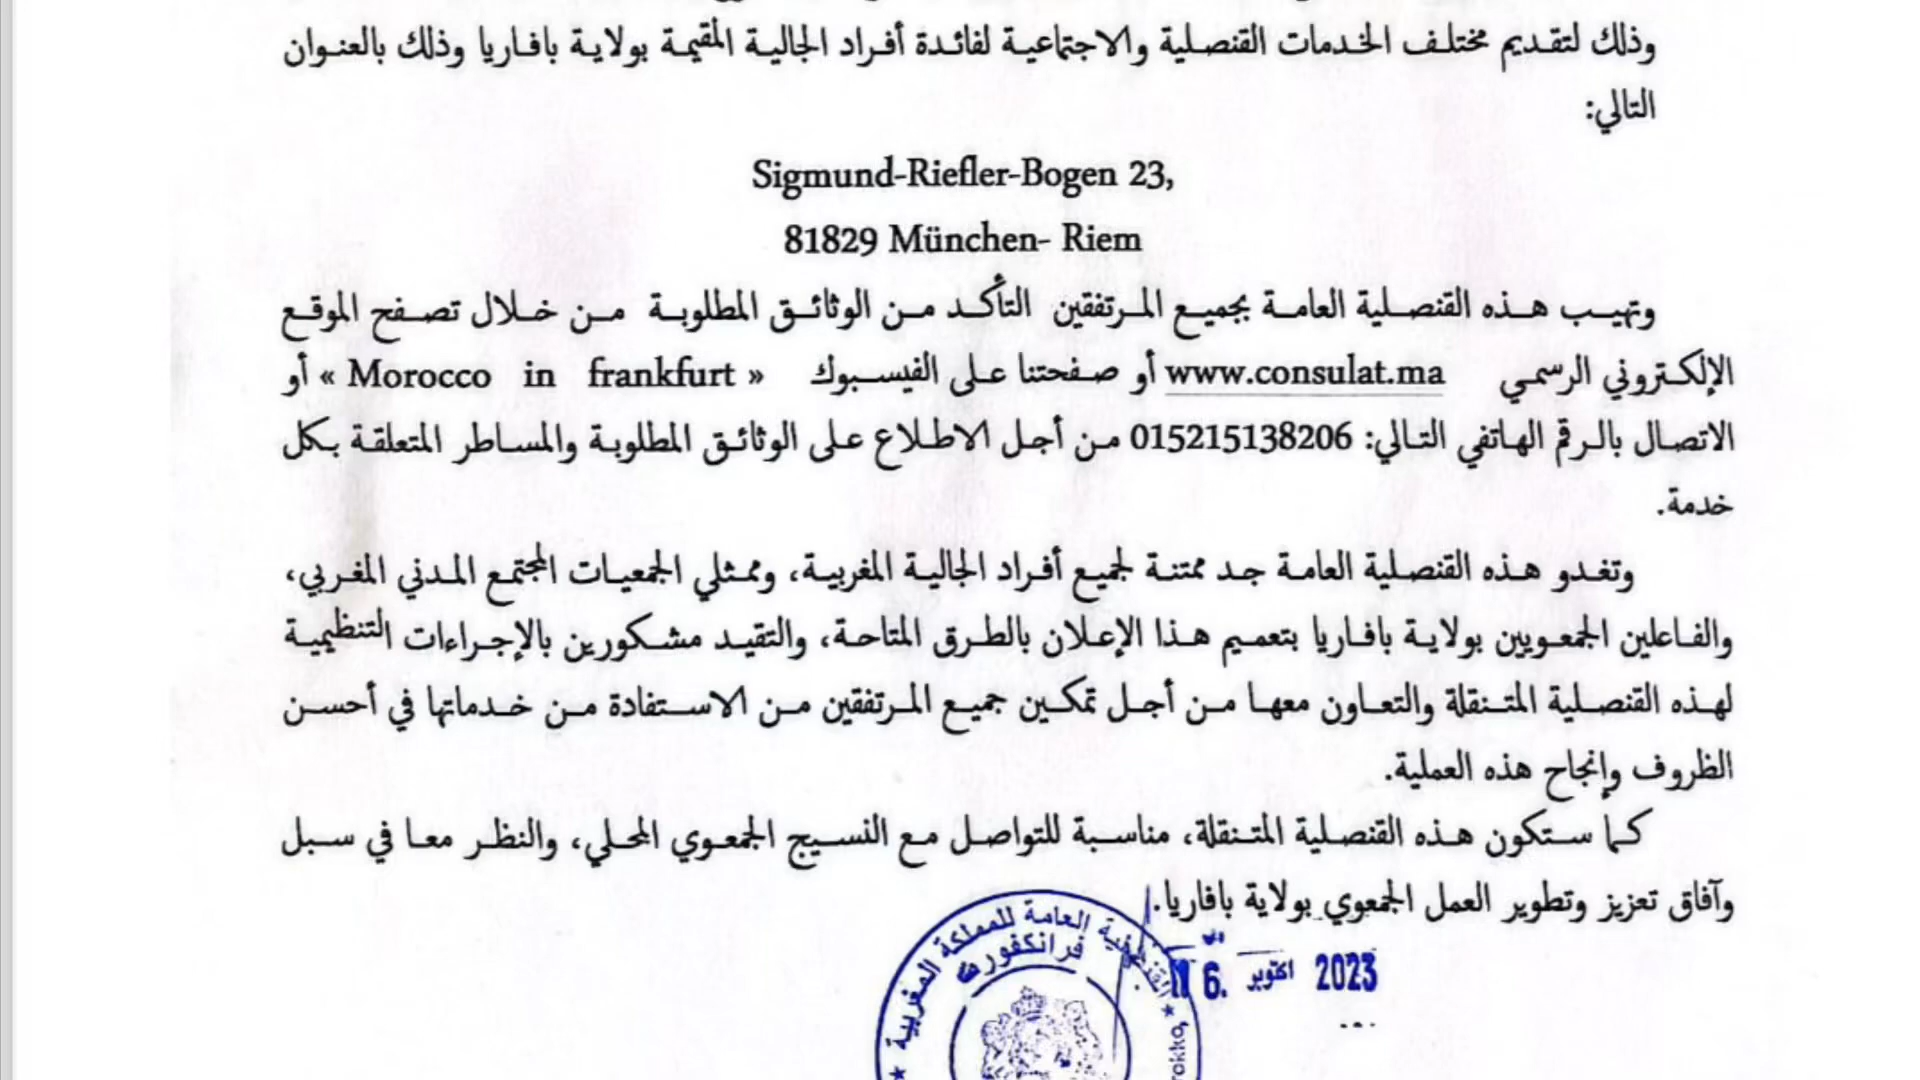 وذلك لتقديم مختلف الخدمات القنصلية والاجتماعية لفائدة أفراد الجالية المقيمة بولاية بافاريا وذلك بالعنوان
التالي:
Sigmund-Riefler-Bogen 23,
81829 München- Riem
وتهيب هذه القنصلية العامة بجميع المرتفقين التأكد من الوثائق المطلوبة من خلال تصفح الموقع
الإلكتروني الرسمي www.consulat.ma أو صفحتنا على الفيسبوك « Morocco in frankfurt » أو
الاتصال بالرقم الهاتفي التالي: 015215138206 من أجل الاطلاع على الوثائق المطلوبة والمساطر المتعلقة بكل
خدمة.
وتغدو هذه القنصلية العامة جد ممتنة لجميع أفراد الجالية المغربية، وممثلي الجمعيات المجتمع المدني المغربي،
والفاعلين الجمعويين بولاية بافاريا بتعميم هذا الإعلان بالطرق المتاحة، والتقيد مشكورين بالإجراءات التنظيمية
لهذه القنصلية المتنقلة والتعاون معها من أجل تمكين جميع المرتفقين من الاستفادة من خدماتها في أحسن
الظروف وإنجاح هذه العملية.
كما ستكون هذه القنصلية المتنقلة، مناسبة للتواصل مع النسيج الجمعوي المحلي، والنظر معا في سبل
وآفاق تعزيز وتطوير العمل الجمعوي بولاية بافاريا.
القنصلية العامة للمملكة المغربية
فرانكفورت
6. اكتوبر 2023